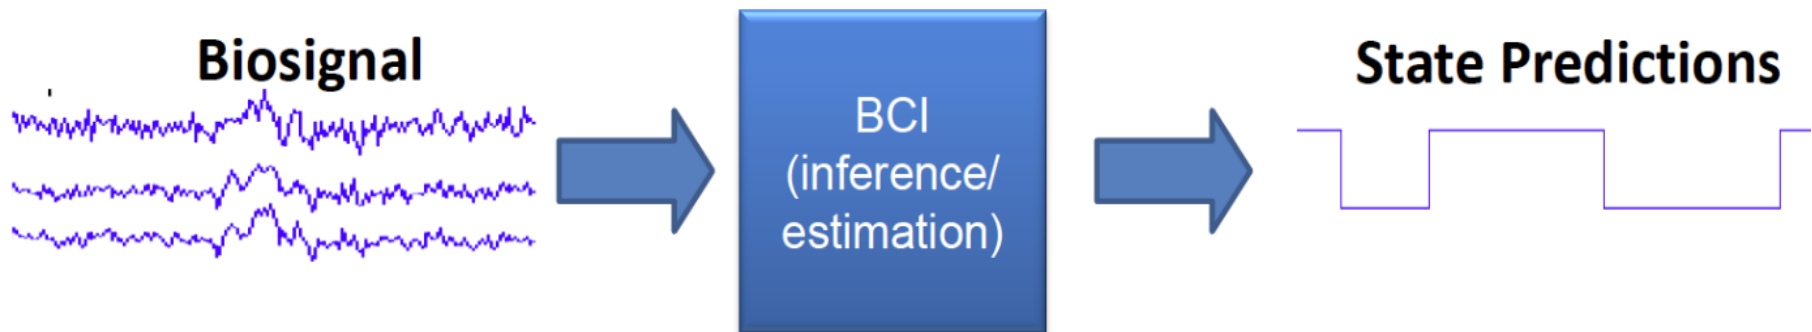 Biosignal
BCI
(inference/
estimation)
State Predictions